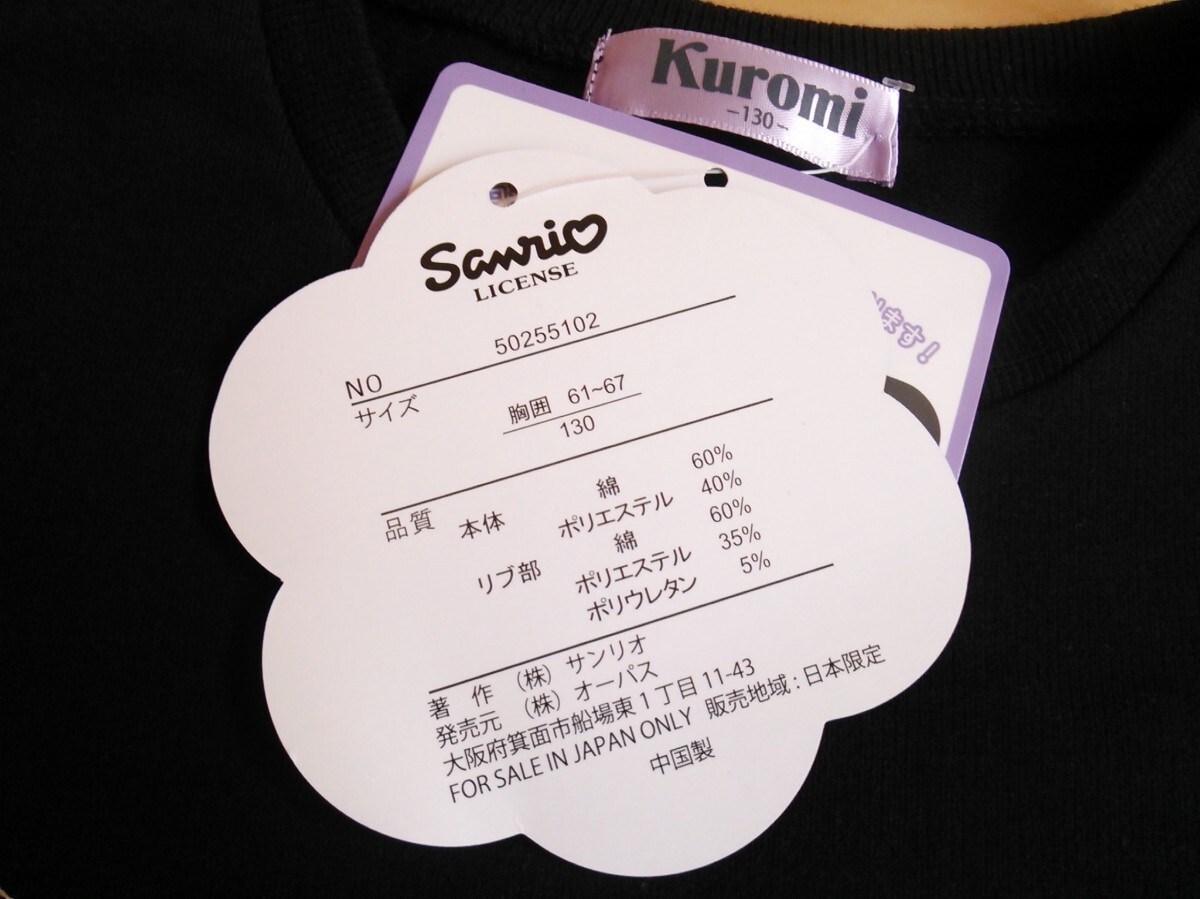 Kuromi
-130-
Sanrio
LICENSE
NO 50255102
サイズ 胸囲 61~67
130
品質 本体 綿 60%
ポリエステル 40%
リブ部 綿 60%
ポリエステル 35%
ポリウレタン 5%
著作 (株) サンリオ
発売元 (株) オーパス
大阪府箕面市船場東1丁目11-43
FOR SALE IN JAPAN ONLY 販売地域:日本限定
中国製
ます!